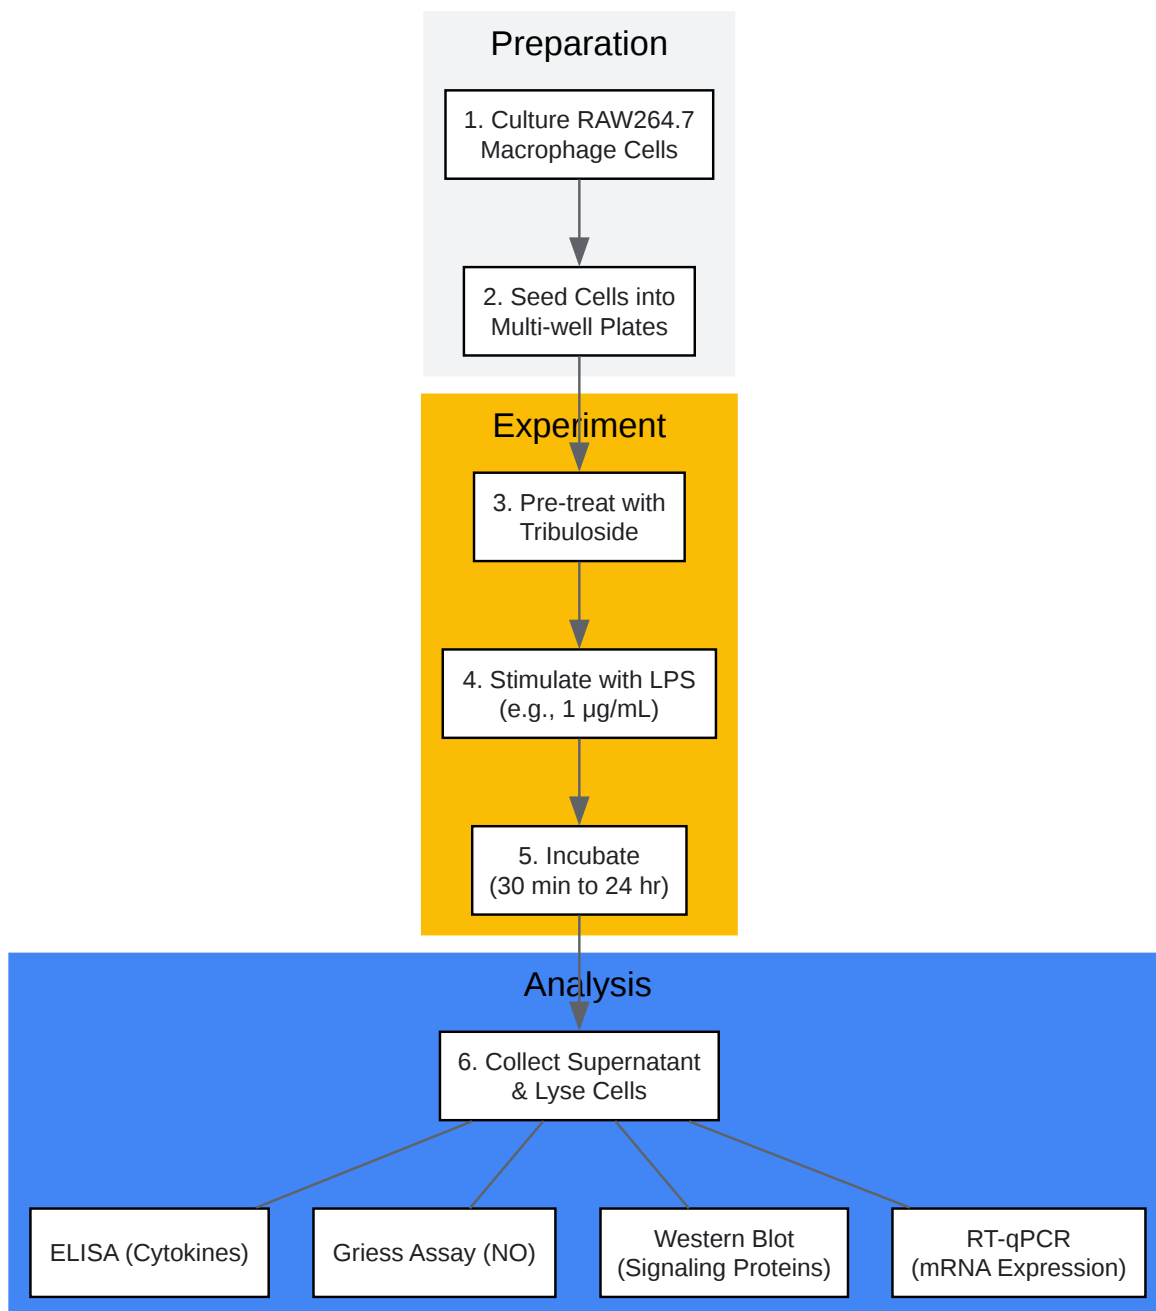 Preparation
1. Culture RAW264.7
Macrophage Cells
2. Seed Cells into
Multi-well Plates
Experiment
3. Pre-treat with
Tribuloside
4. Stimulate with LPS
(e.g., 1 μg/mL)
5. Incubate
(30 min to 24 hr)
Analysis
6. Collect Supernatant
& Lyse Cells
ELISA (Cytokines)
Griess Assay (NO)
Western Blot
(Signaling Proteins)
RT-qPCR
(mRNA Expression)